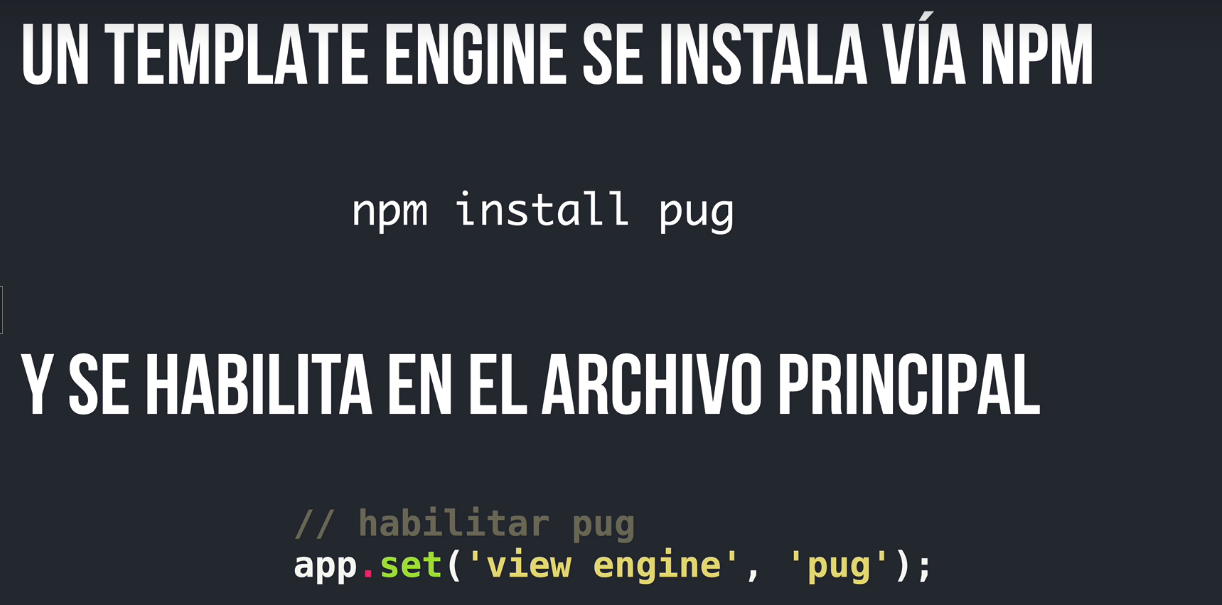 UN TEMPLATE ENGINE SE INSTALA VÍA NPM
npm install pug
Y SE HABILITA EN EL ARCHIVO PRINCIPAL
// habilitar pug
app.set('view engine', 'pug');